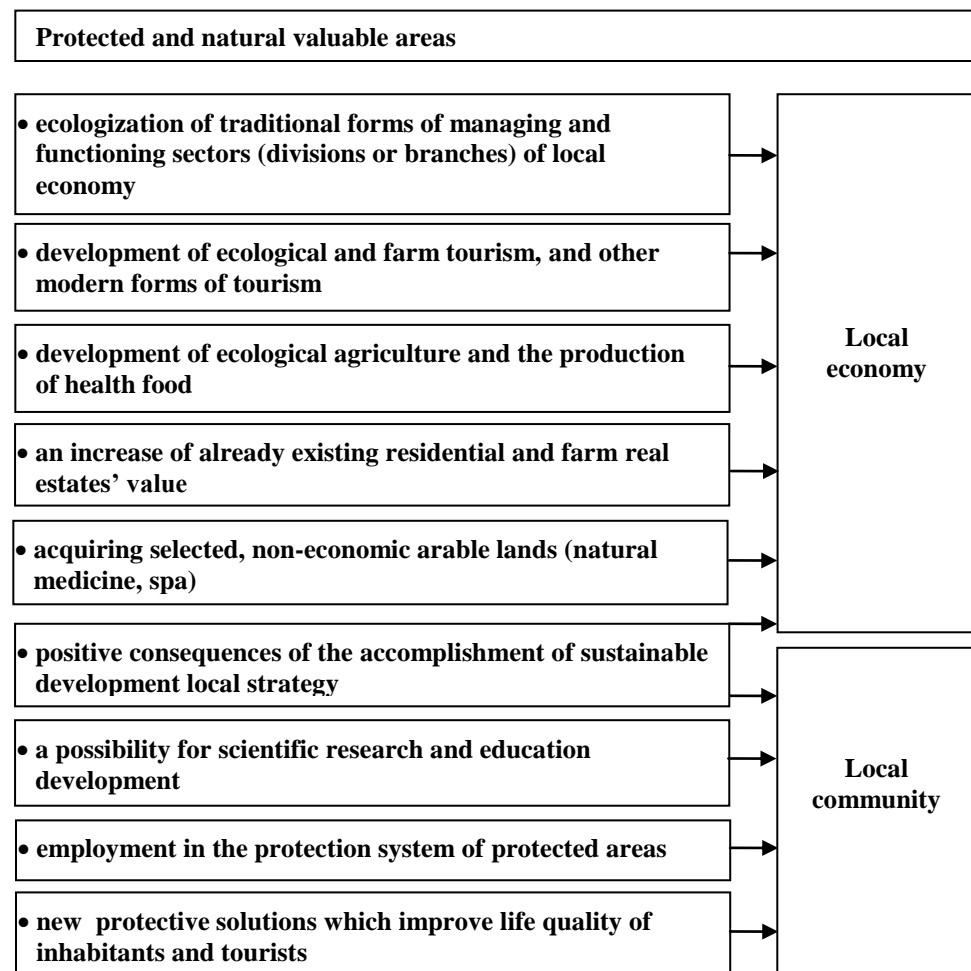 Protected and natural valuable areas
• ecologization of traditional forms of managing and
functioning sectors (divisions or branches) of local
economy
• development of ecological and farm tourism, and other
modern forms of tourism
• development of ecological agriculture and the production
of health food
• an increase of already existing residential and farm real
estates’ value
• acquiring selected, non-economic arable lands (natural
medicine, spa)
• positive consequences of the accomplishment of sustainable
development local strategy
• a possibility for scientific research and education
development
• employment in the protection system of protected areas
• new protective solutions which improve life quality of
inhabitants and tourists
Local
economy
Local
community